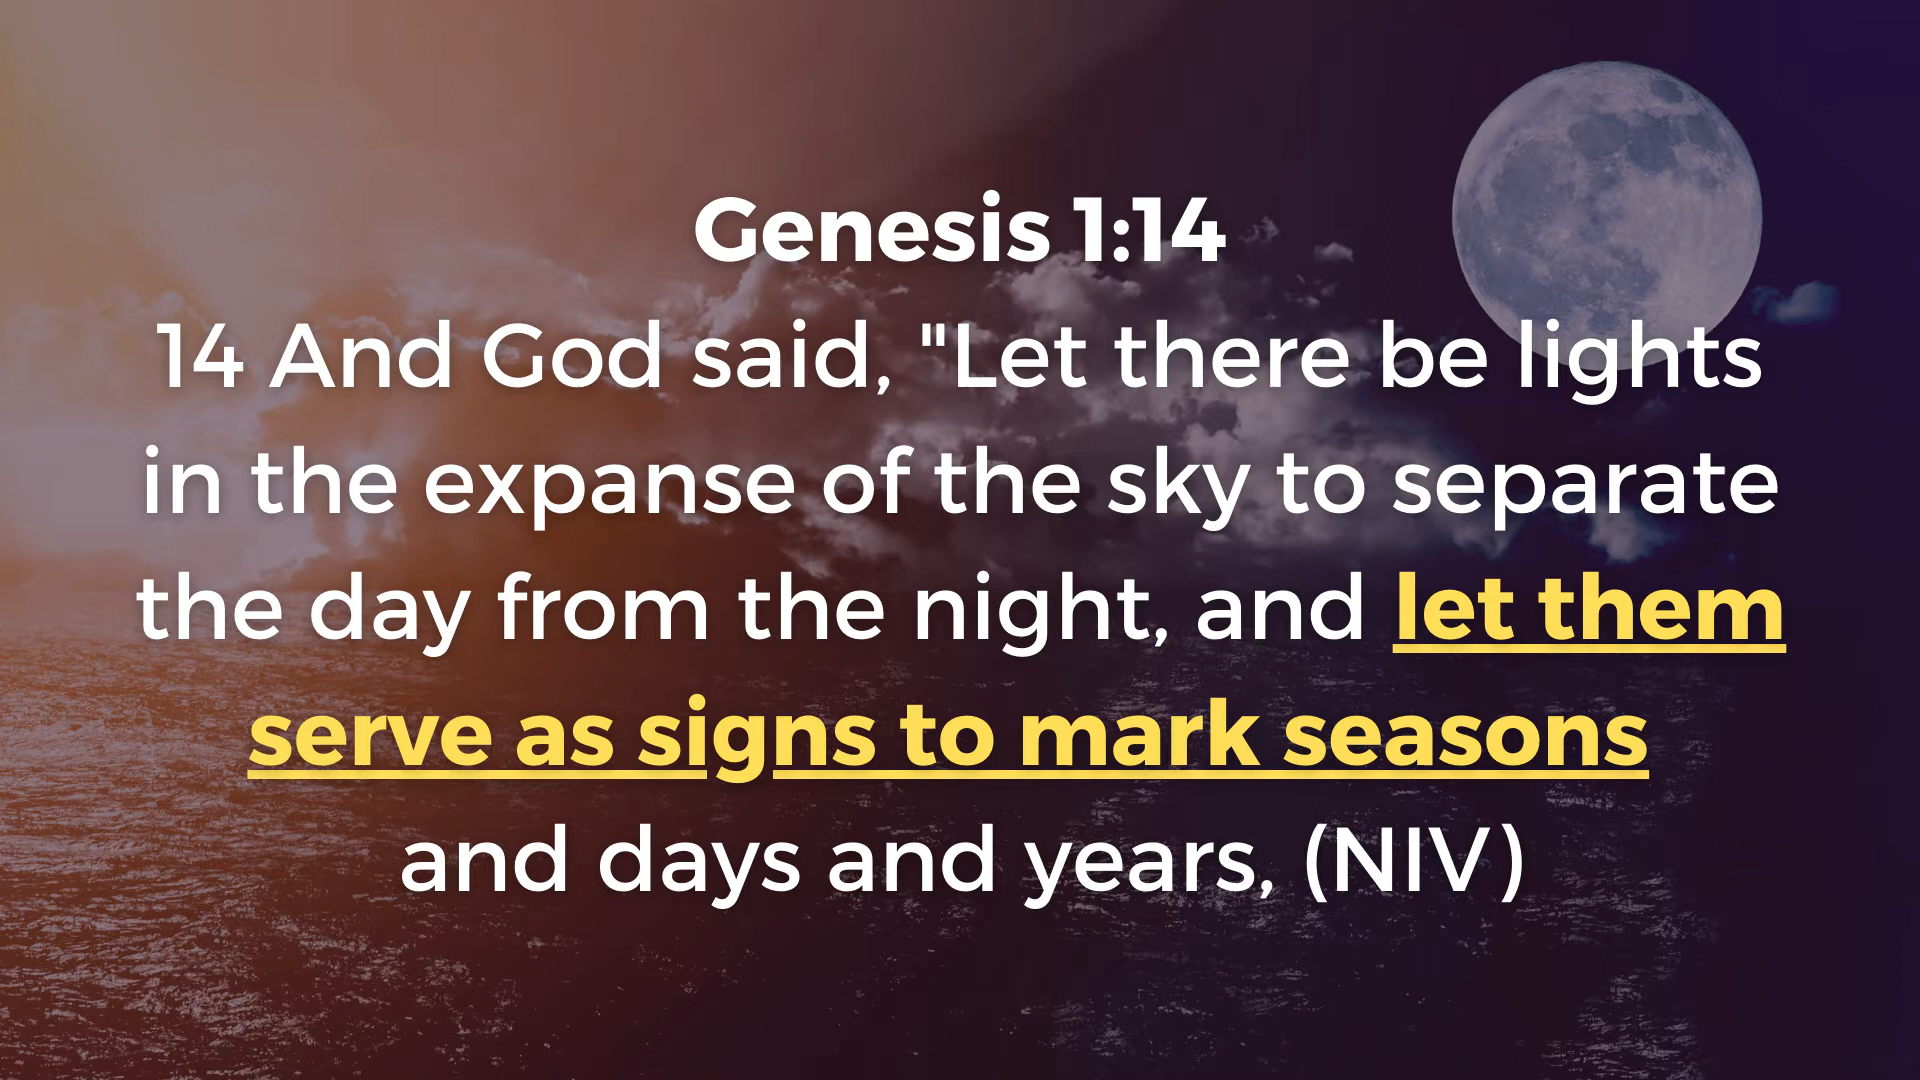 Genesis 1:14
14 And God said, "Let there be lights
in the expanse of the sky to separate
the day from the night, and let them
serve as signs to mark seasons
and days and years, (NIV)